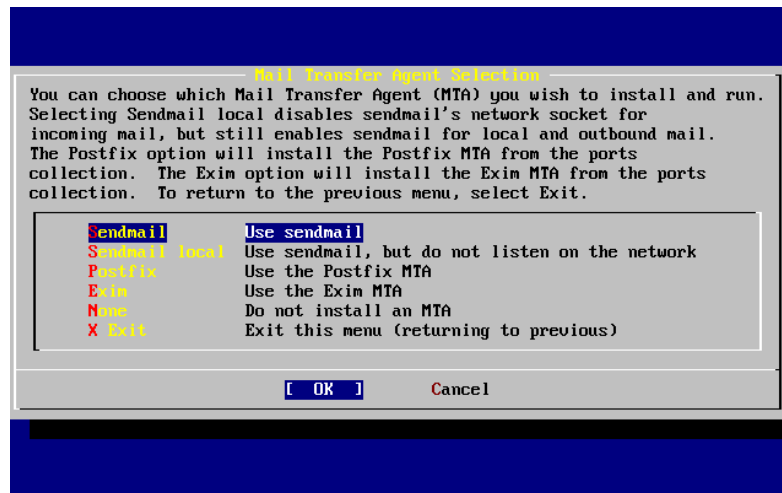 Mail Transfer Agent Selection
You can choose which Mail Transfer Agent (MTA) you wish to install and run.
Selecting Sendmail local disables sendmail's network socket for
incoming mail, but still enables sendmail for local and outbound mail.
The Postfix option will install the Postfix MTA from the ports
collection.  The Exim option will install the Exim MTA from the ports
collection.  To return to the previous menu, select Exit.
Sendmail Use sendmail
Sendmail local Use sendmail, but do not listen on the network
Postfix Use the Postfix MTA
Exim Use the Exim MTA
None Do not install an MTA
X Exit Exit this menu (returning to previous)
[ OK ] Cancel